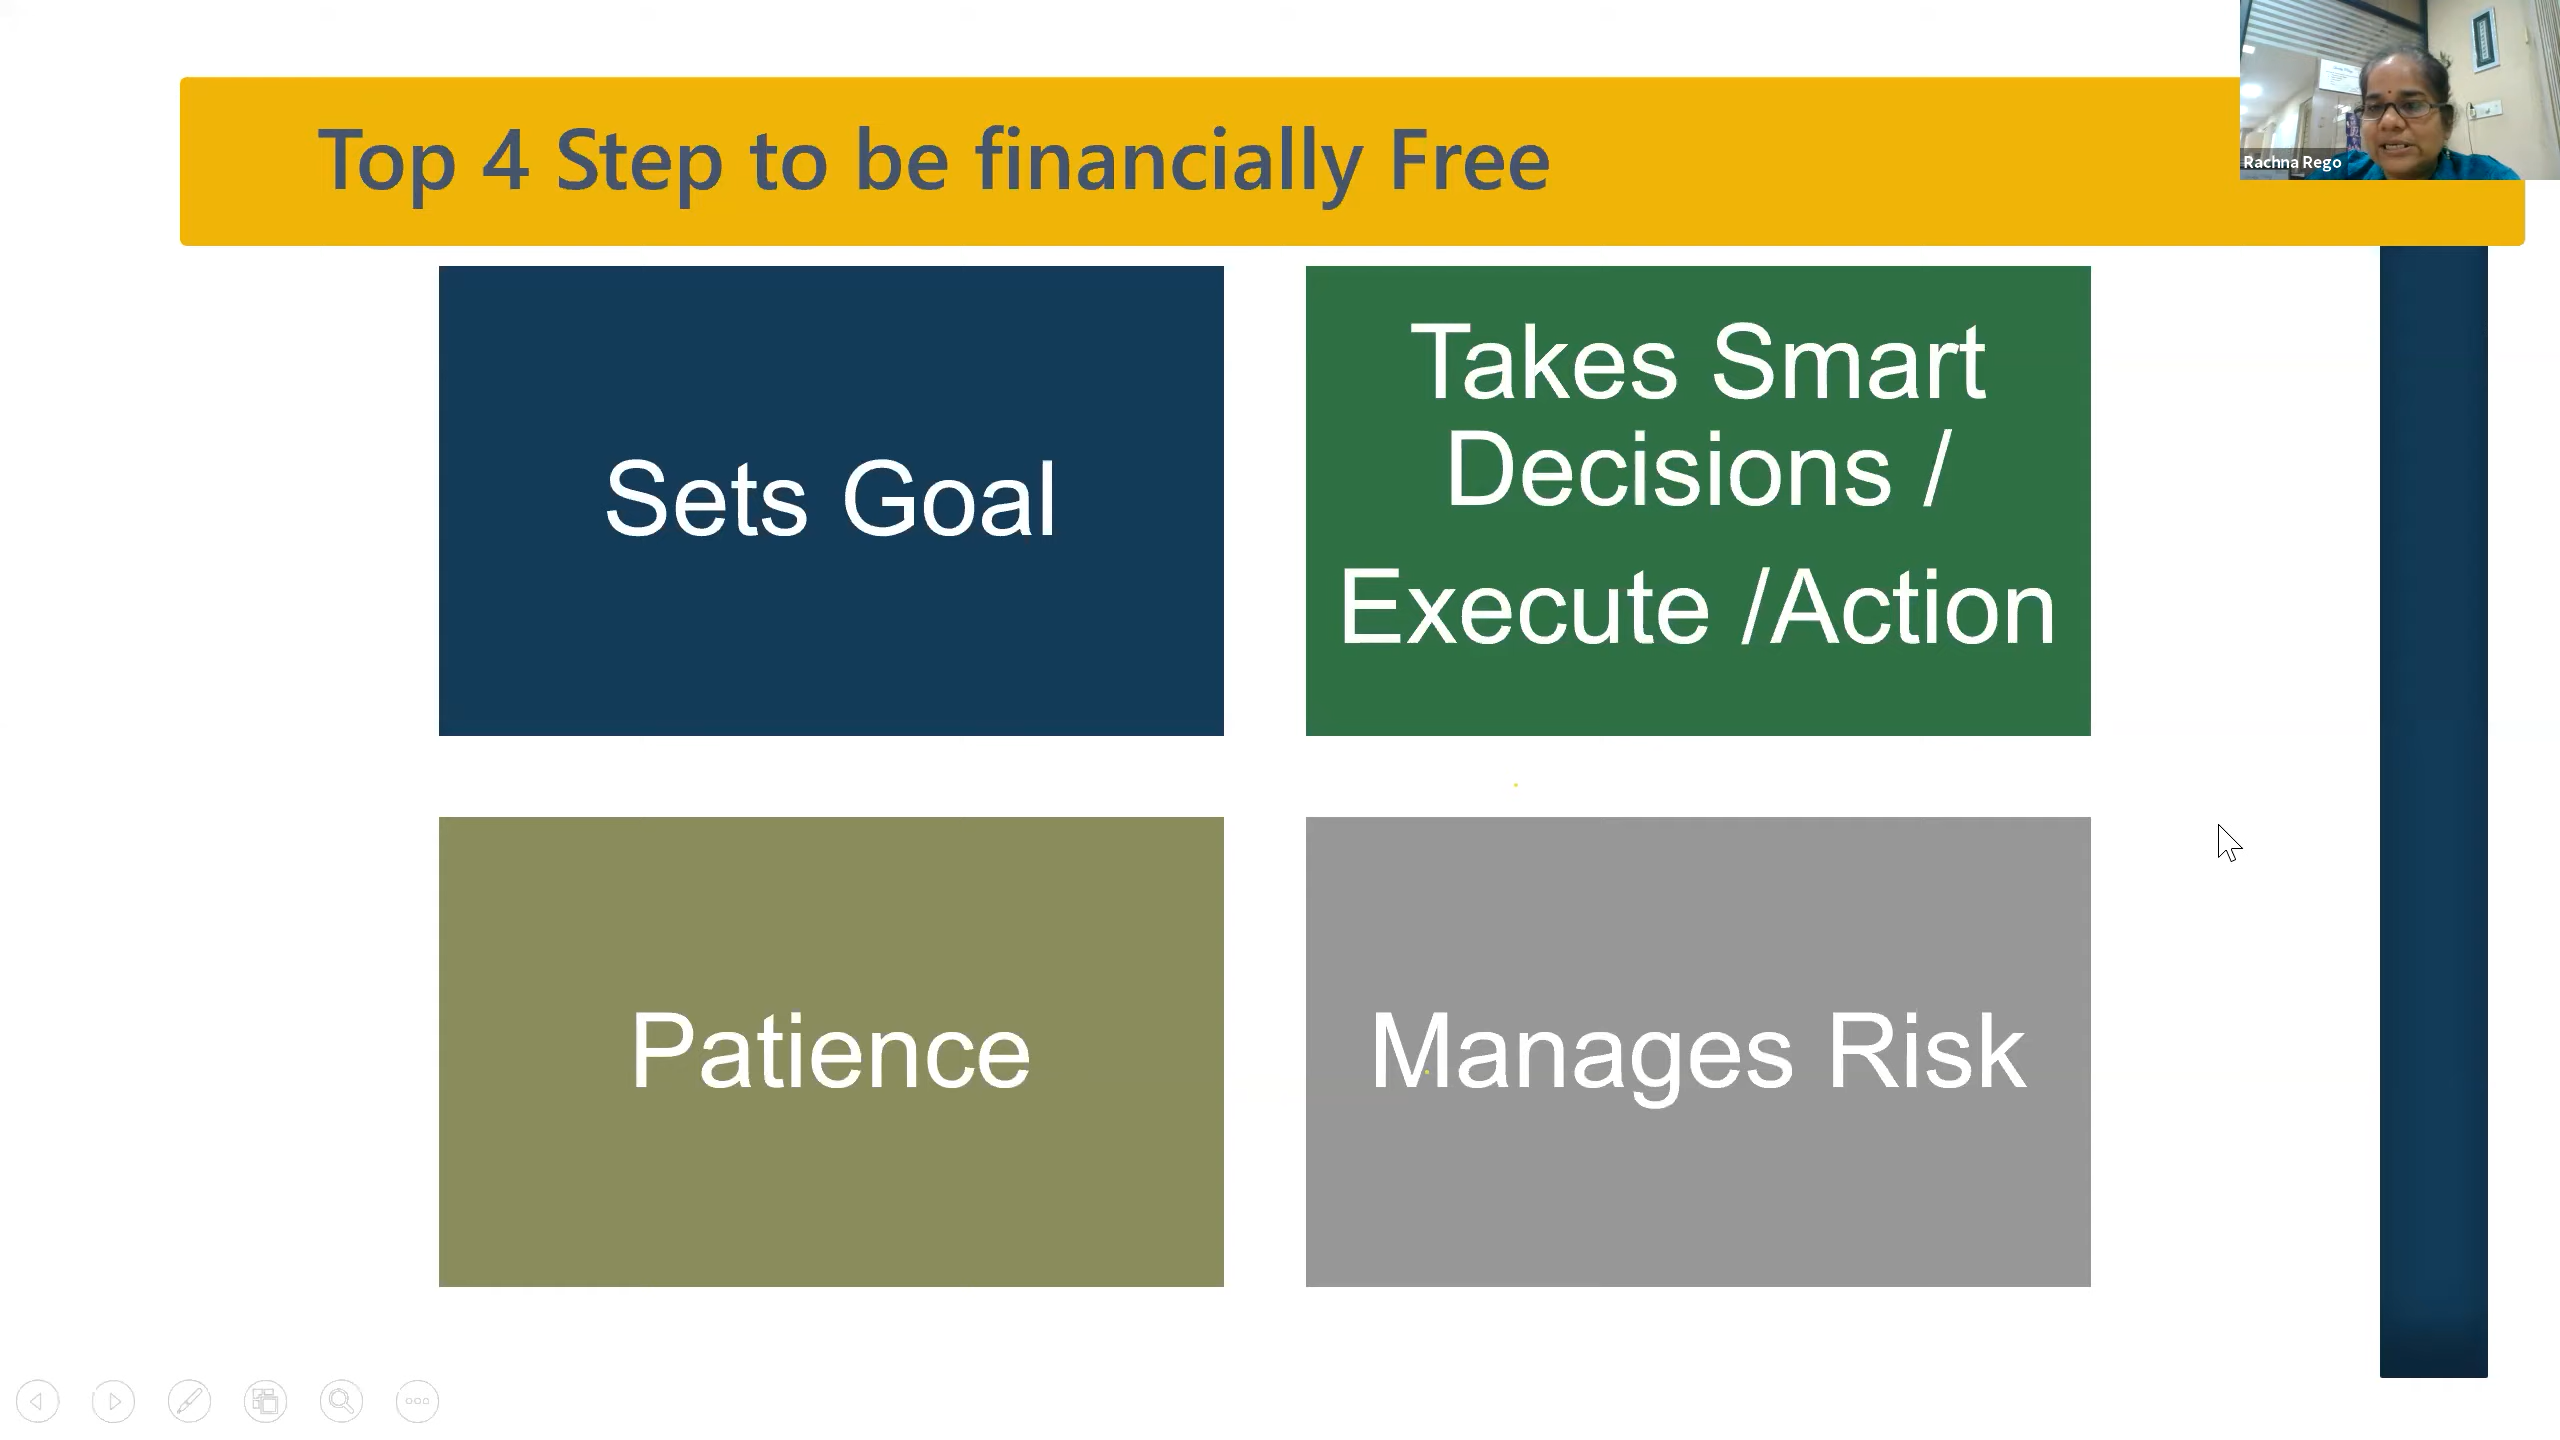 Top 4 Step to be financially Free
Rachna Rego
Sets Goal
Takes Smart
Decisions /
Execute /Action
Patience
Manages Risk